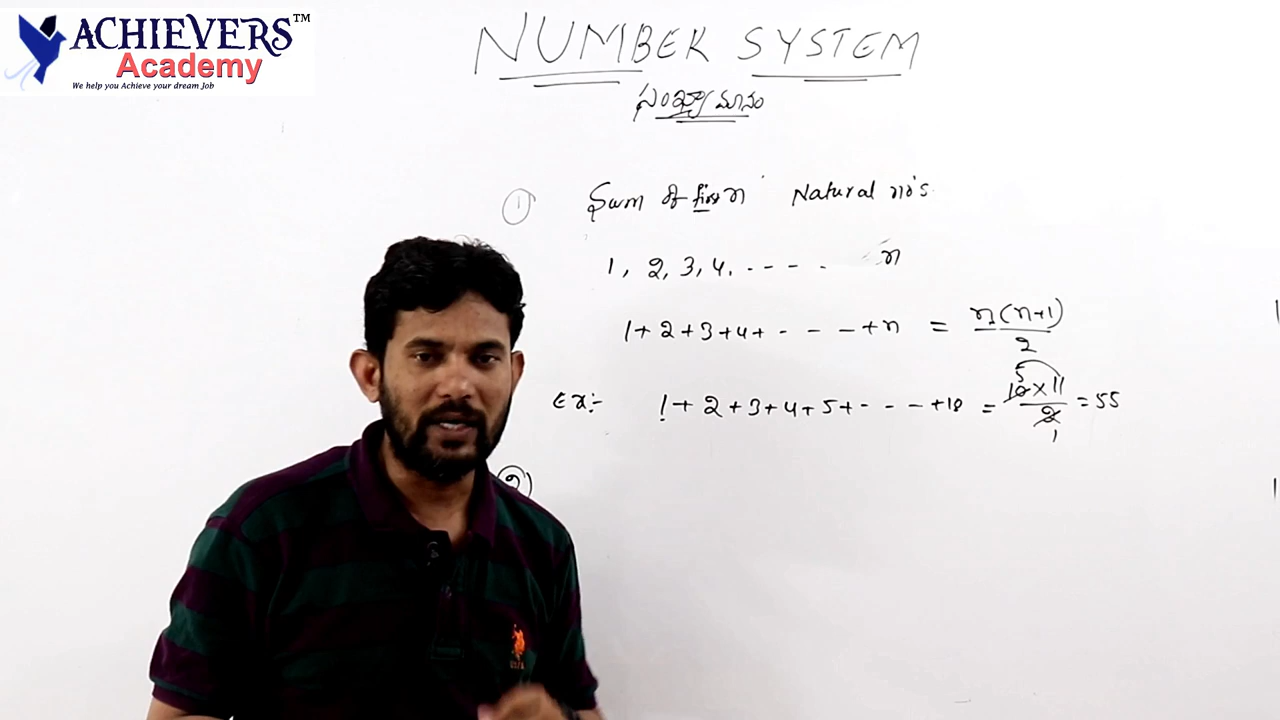 ACHIEVERS™
Academy
We help you Achieve your dream Job
NUMBER SYSTEM
సంఖ్యా మానం
1 Sum of first n Natural no's.
1, 2, 3, 4, - - - . n
1 + 2 + 3 + 4 + - - - + n = n(n+1)/2
Ex:- 1 + 2 + 3 + 4 + 5 + - - - + 10 = 10 × 11/2 = 55
5
1
2